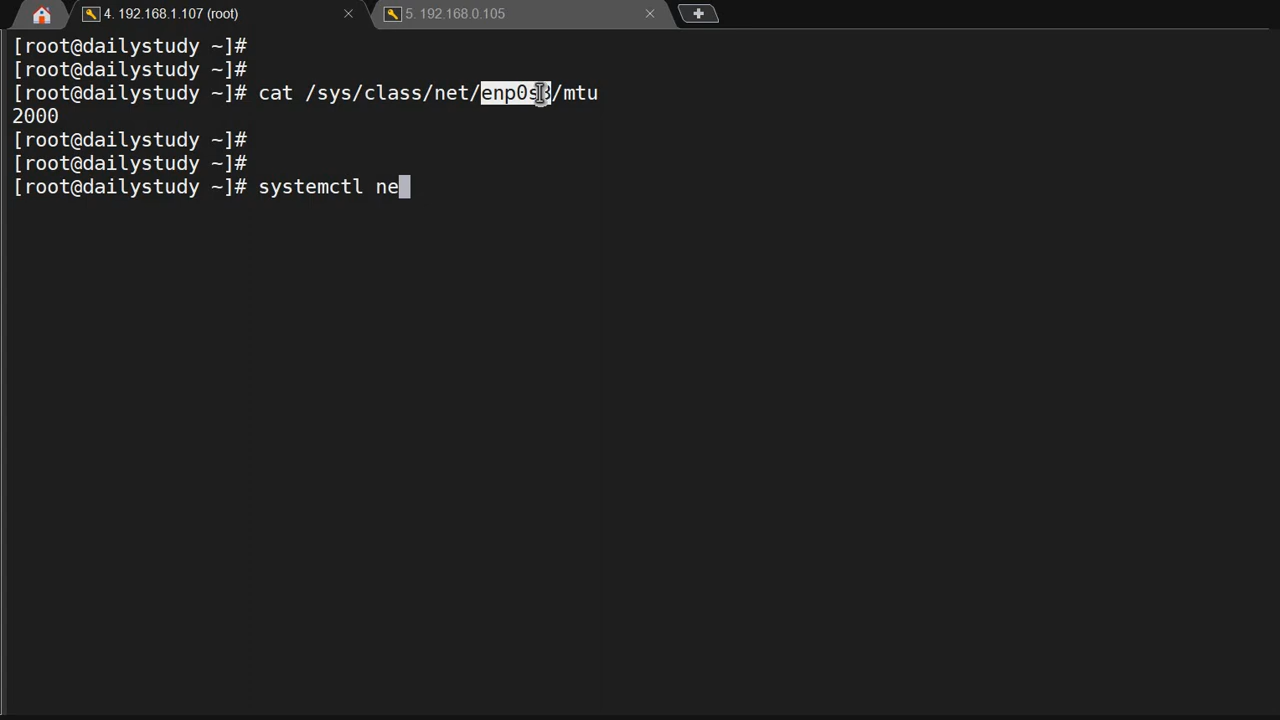 4. 192.168.1.107 (root)
5. 192.168.0.105
[root@dailystudy ~]#
[root@dailystudy ~]#
[root@dailystudy ~]# cat /sys/class/net/enp0s3/mtu
2000
[root@dailystudy ~]#
[root@dailystudy ~]#
[root@dailystudy ~]# systemctl ne